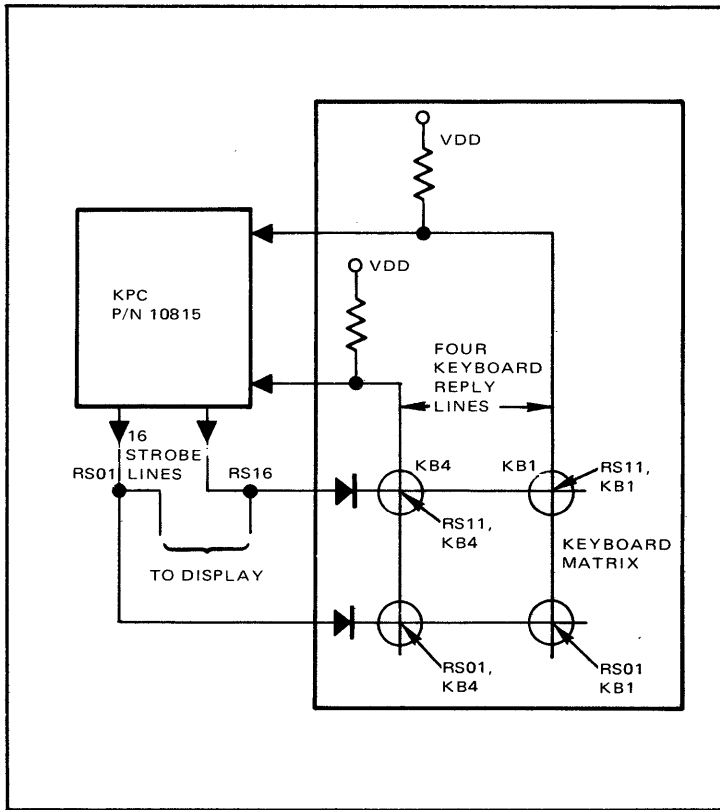 VDD
VDD
KPC
P/N 10815
FOUR
KEYBOARD
REPLY
LINES
16
STROBE
LINES
RS01
RS16
KB4
KB1
RS11,
KB1
RS11,
KB4
KEYBOARD
MATRIX
TO DISPLAY
RS01,
KB4
RS01
KB1